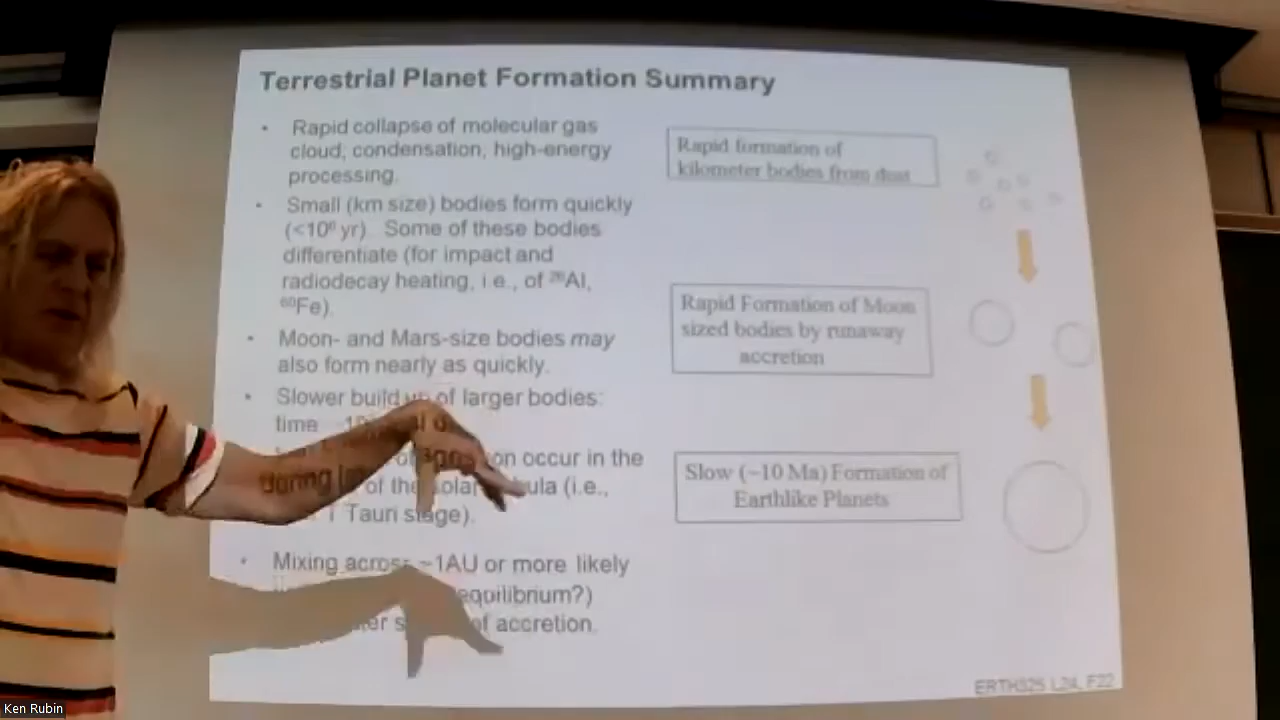 Terrestrial Planet Formation Summary
• Rapid collapse of molecular gas
cloud, condensation, high-energy
processing.
• Small (km size) bodies form quickly
(<10⁶ yr). Some of these bodies
differentiate (for impact and
radiodecay heating, i.e., of ²⁶Al,
⁶⁰Fe).
• Moon- and Mars-size bodies may
also form nearly as quickly.
• Slower build up of larger bodies:
time
on occur in the
during of the solar (i.e.,
T Tauri stage).
• Mixing across ~1AU or more likely
eqoilibrium?)
of accretion.
Rapid formation of
kilometer bodies from dust
Rapid Formation of Moon
sized bodies by runaway
accretion
Slow (~10 Ma) Formation of
Earthlike Planets
ERTH325 L24, F22
Ken Rubin